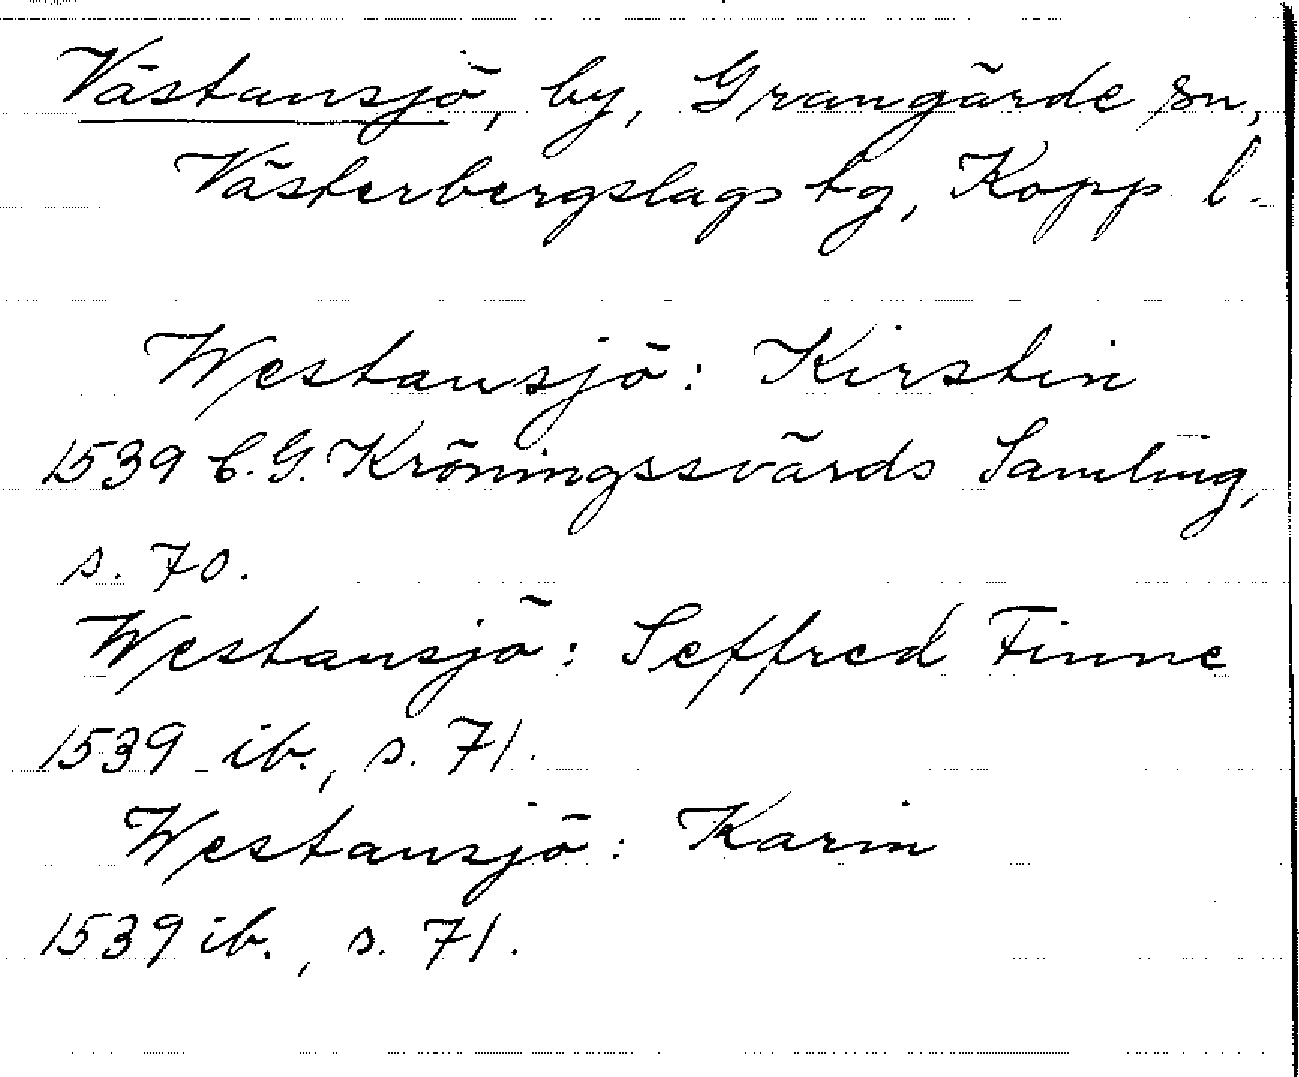 Västansjö, by, Grangärde sn,
Västerbergslags tg, Kopp l.
Westansjö: Kirstin
1539 C.G. Kröningssvärds Samling,
s. 70.
Westansjö: Seffred Finne
1539 ib., s. 71.
Westansjö: Karin
1539 ib., s. 71.